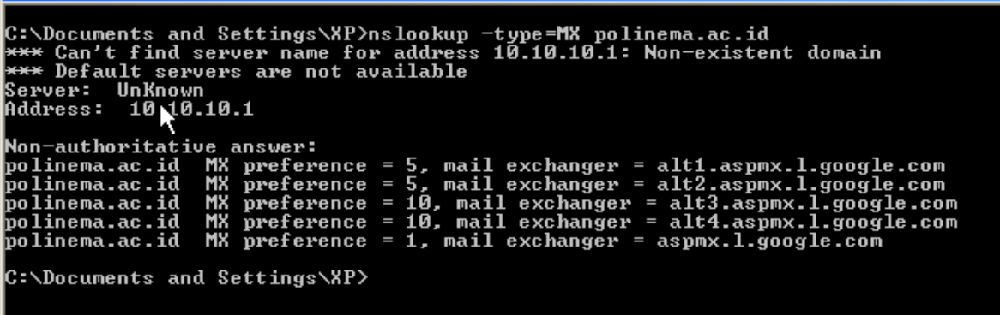 C:\Documents and Settings\XP>nslookup -type=MX polinema.ac.id
*** Can't find server name for address 10.10.10.1: Non-existent domain
*** Default servers are not available
Server:  UnKnown
Address:  10.10.10.1
Non-authoritative answer:
polinema.ac.id  MX preference = 5, mail exchanger = alt1.aspmx.l.google.com
polinema.ac.id  MX preference = 5, mail exchanger = alt2.aspmx.l.google.com
polinema.ac.id  MX preference = 10, mail exchanger = alt3.aspmx.l.google.com
polinema.ac.id  MX preference = 10, mail exchanger = alt4.aspmx.l.google.com
polinema.ac.id  MX preference = 1, mail exchanger = aspmx.l.google.com
C:\Documents and Settings\XP>